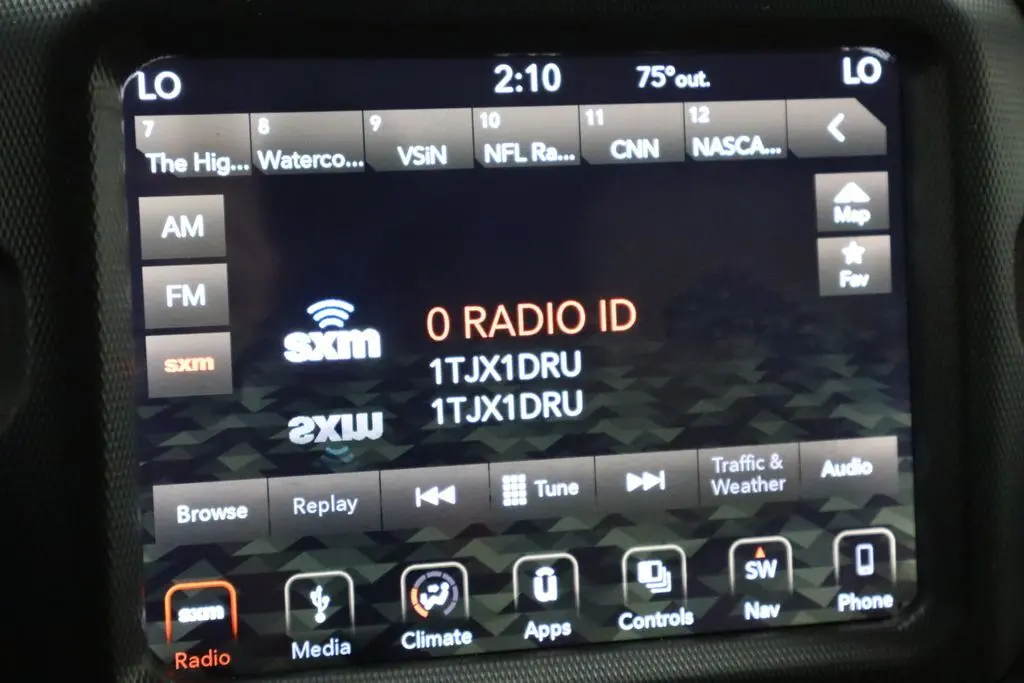 LO 2:10 75°out. LO
7 8 9 10 11 12
The Hig... Waterco... VSiN NFL Ra... CNN NASCA...
Map
AM
Fav
FM
sxm
0 RADIO ID
sxm
1TJX1DRU
1TJX1DRU
sxm
Browse Replay Tune Traffic & Weather Audio
sxm SW
Radio Media Climate Apps Controls Nav Phone